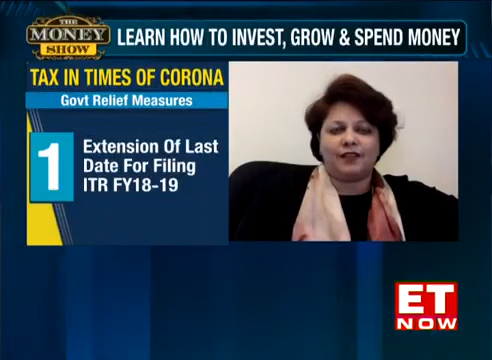 THE
MONEY
SHOW
LEARN HOW TO INVEST, GROW & SPEND MONEY
TAX IN TIMES OF CORONA
Govt Relief Measures
1
Extension Of Last
Date For Filing
ITR FY18-19
ET
NOW